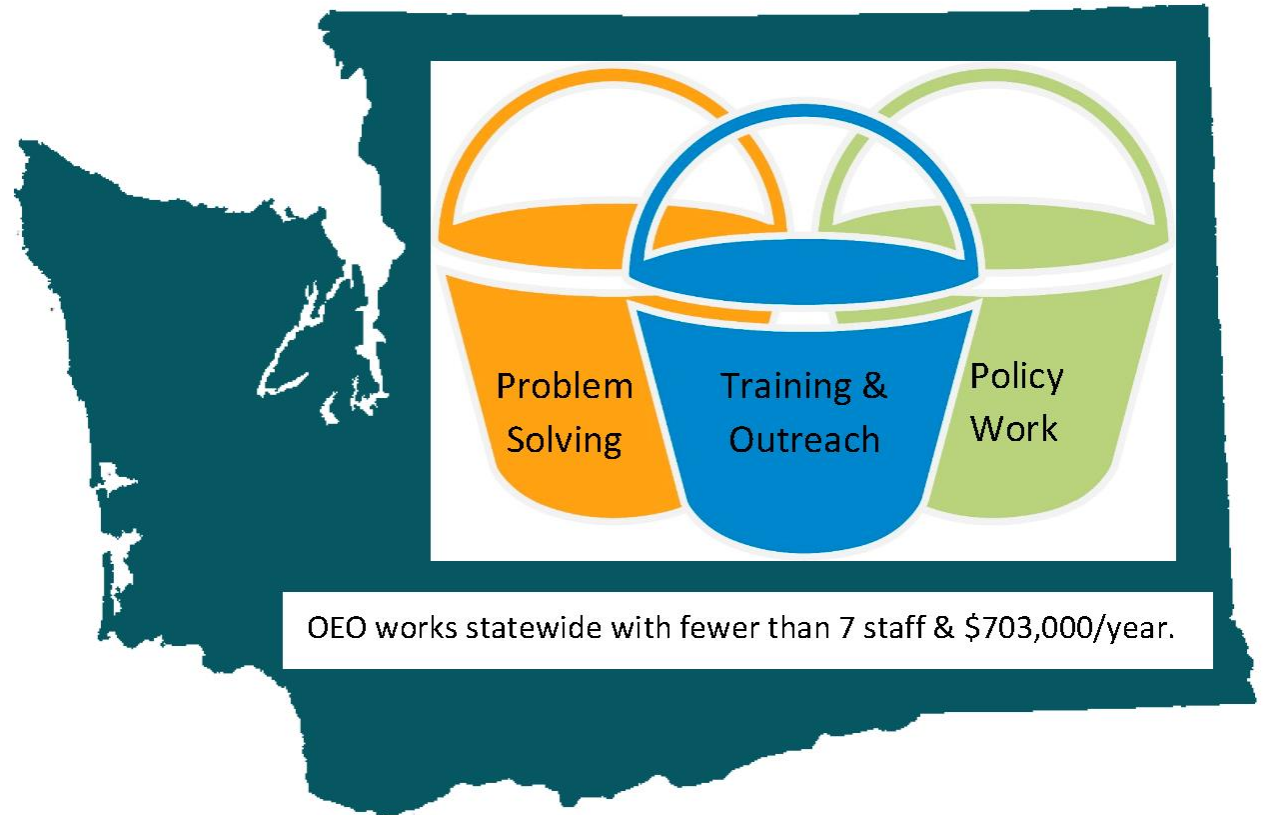 Problem
Solving
Training &
Outreach
Policy
Work
OEO works statewide with fewer than 7 staff & $703,000/year.